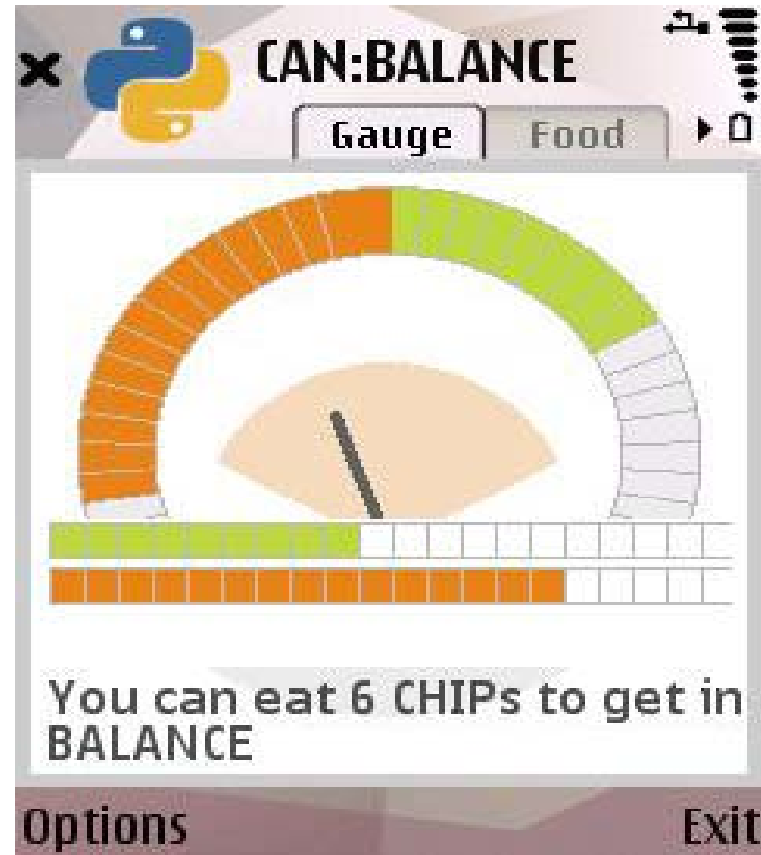 CAN:BALANCE
Gauge Food
You can eat 6 CHIPs to get in
BALANCE
Options Exit